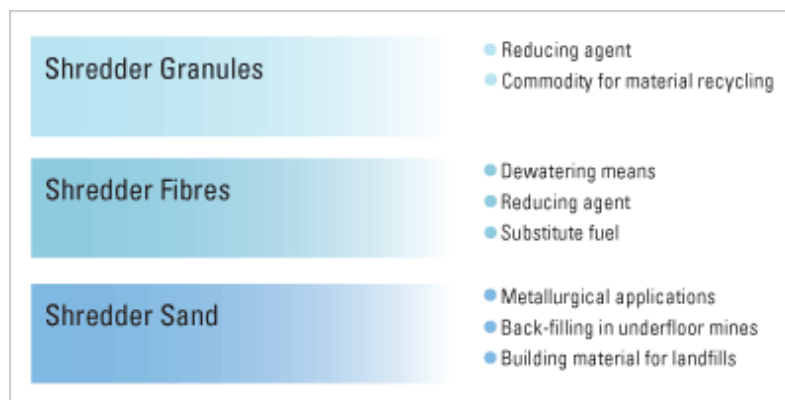 Shredder Granules
Reducing agent
Commodity for material recycling
Shredder Fibres
Dewatering means
Reducing agent
Substitute fuel
Shredder Sand
Metallurgical applications
Back-filling in underfloor mines
Building material for landfills